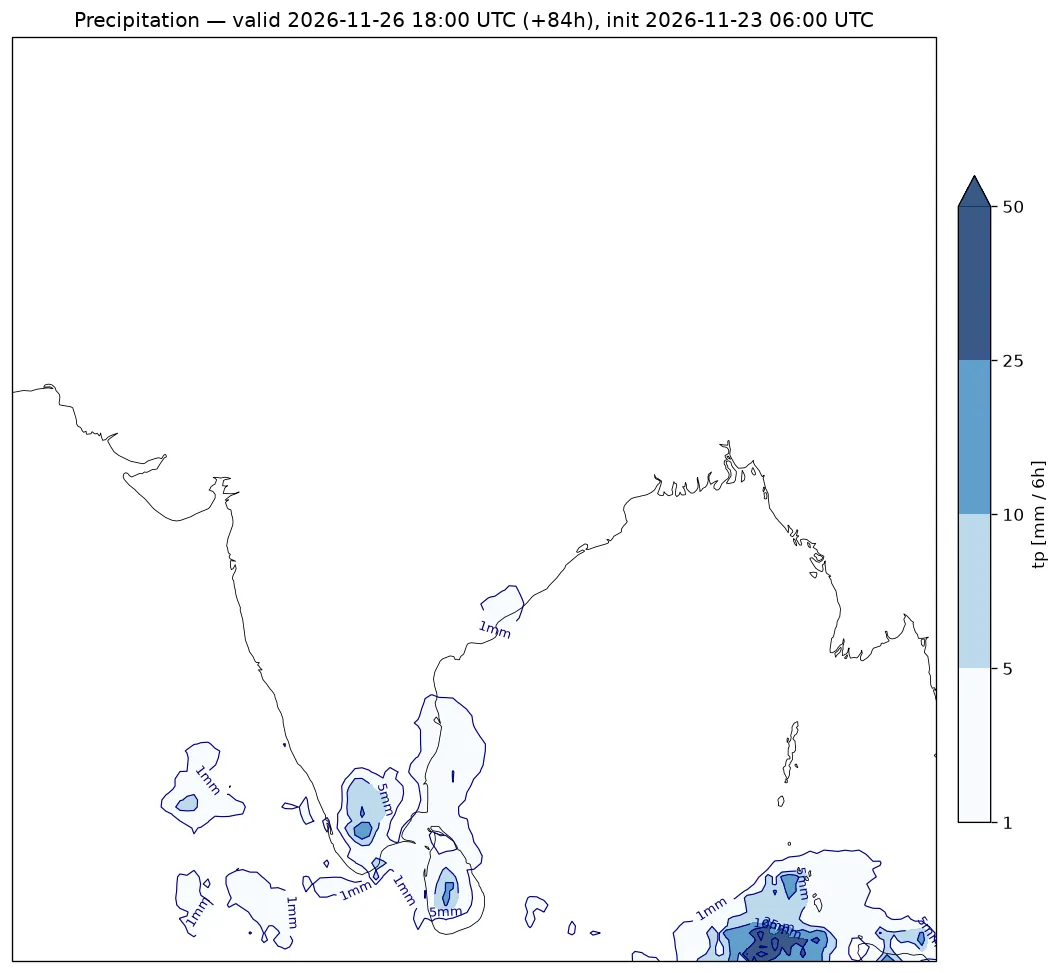 Precipitation — valid 2026-11-26 18:00 UTC (+84h), init 2026-11-23 06:00 UTC
50
25
10
5
1
tp [mm / 6h]
1mm
1mm
5mm
1mm
1mm
1mm
1mm
5mm
5mm
1mm
25mm
5mm